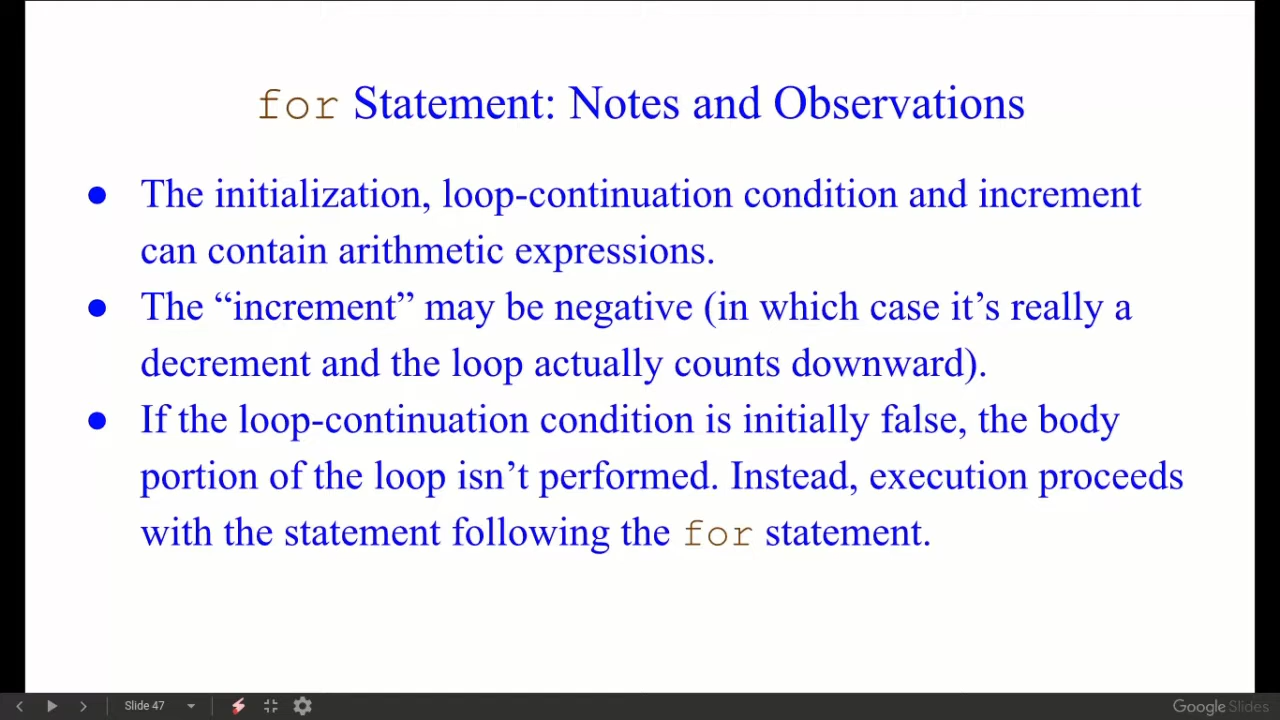 for Statement: Notes and Observations
● The initialization, loop-continuation condition and increment
can contain arithmetic expressions.
● The “increment” may be negative (in which case it’s really a
decrement and the loop actually counts downward).
● If the loop-continuation condition is initially false, the body
portion of the loop isn’t performed. Instead, execution proceeds
with the statement following the for statement.
Slide 47
Google Slides